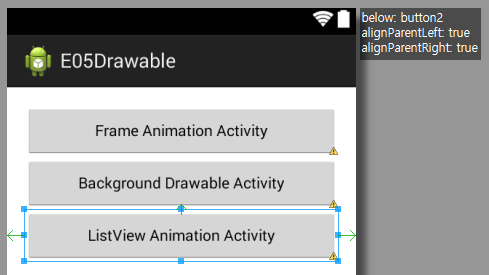 below: button2
alignParentLeft: true
alignParentRight: true
E05Drawable
Frame Animation Activity
Background Drawable Activity
ListView Animation Activity